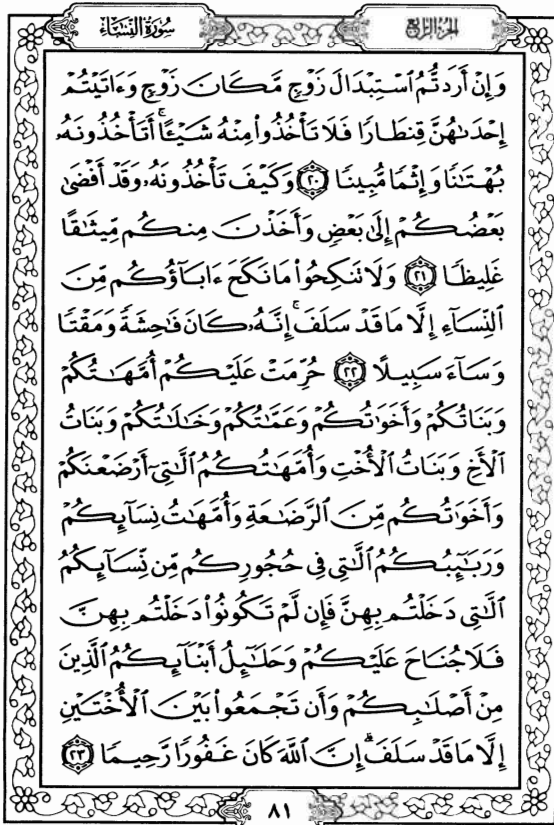 سُورَةُ النِّسَاءِ
الجُزءُ الرَّابِعُ
وَإِنْ أَرَدتُّمُ ٱسْتِبْدَالَ زَوْجٍ مَّكَانَ زَوْجٍ وَءَاتَيْتُمْ
إِحْدَىٰهُنَّ قِنطَارًا فَلَا تَأْخُذُوا۟ مِنْهُ شَيْـًٔا ۚ أَتَأْخُذُونَهُۥ
بُهْتَـٰنًا وَإِثْمًا مُّبِينًا ٢٠ وَكَيْفَ تَأْخُذُونَهُۥ وَقَدْ أَفْضَىٰ
بَعْضُكُمْ إِلَىٰ بَعْضٍ وَأَخَذْنَ مِنكُم مِّيثَـٰقًا
غَلِيظًا ٢١ وَلَا تَنكِحُوا۟ مَا نَكَحَ ءَابَآؤُكُم مِّنَ
ٱلنِّسَآءِ إِلَّا مَا قَدْ سَلَفَ ۚ إِنَّهُۥ كَانَ فَـٰحِشَةً وَمَقْتًا
وَسَآءَ سَبِيلًا ٢٢ حُرِّمَتْ عَلَيْكُمْ أُمَّهَـٰتُكُمْ
وَبَنَاتُكُمْ وَأَخَوَٰتُكُمْ وَعَمَّـٰتُكُمْ وَخَـٰلَـٰتُكُمْ وَبَنَاتُ
ٱلْأَخِ وَبَنَاتُ ٱلْأُخْتِ وَأُمَّهَـٰتُكُمُ ٱلَّـٰتِىٓ أَرْضَعْنَكُمْ
وَأَخَوَٰتُكُم مِّنَ ٱلرَّضَـٰعَةِ وَأُمَّهَـٰتُ نِسَآئِكُمْ
وَرَبَـٰٓئِبُكُمُ ٱلَّـٰتِى فِى حُجُورِكُم مِّن نِّسَآئِكُمُ
ٱلَّـٰتِى دَخَلْتُم بِهِنَّ فَإِن لَّمْ تَكُونُوا۟ دَخَلْتُم بِهِنَّ
فَلَا جُنَاحَ عَلَيْكُمْ وَحَلَـٰٓئِلُ أَبْنَآئِكُمُ ٱلَّذِينَ
مِنْ أَصْلَـٰبِكُمْ وَأَن تَجْمَعُوا۟ بَيْنَ ٱلْأُخْتَيْنِ
إِلَّا مَا قَدْ سَلَفَ ۗ إِنَّ ٱللَّهَ كَانَ غَفُورًا رَّحِيمًا ٢٣
٨١